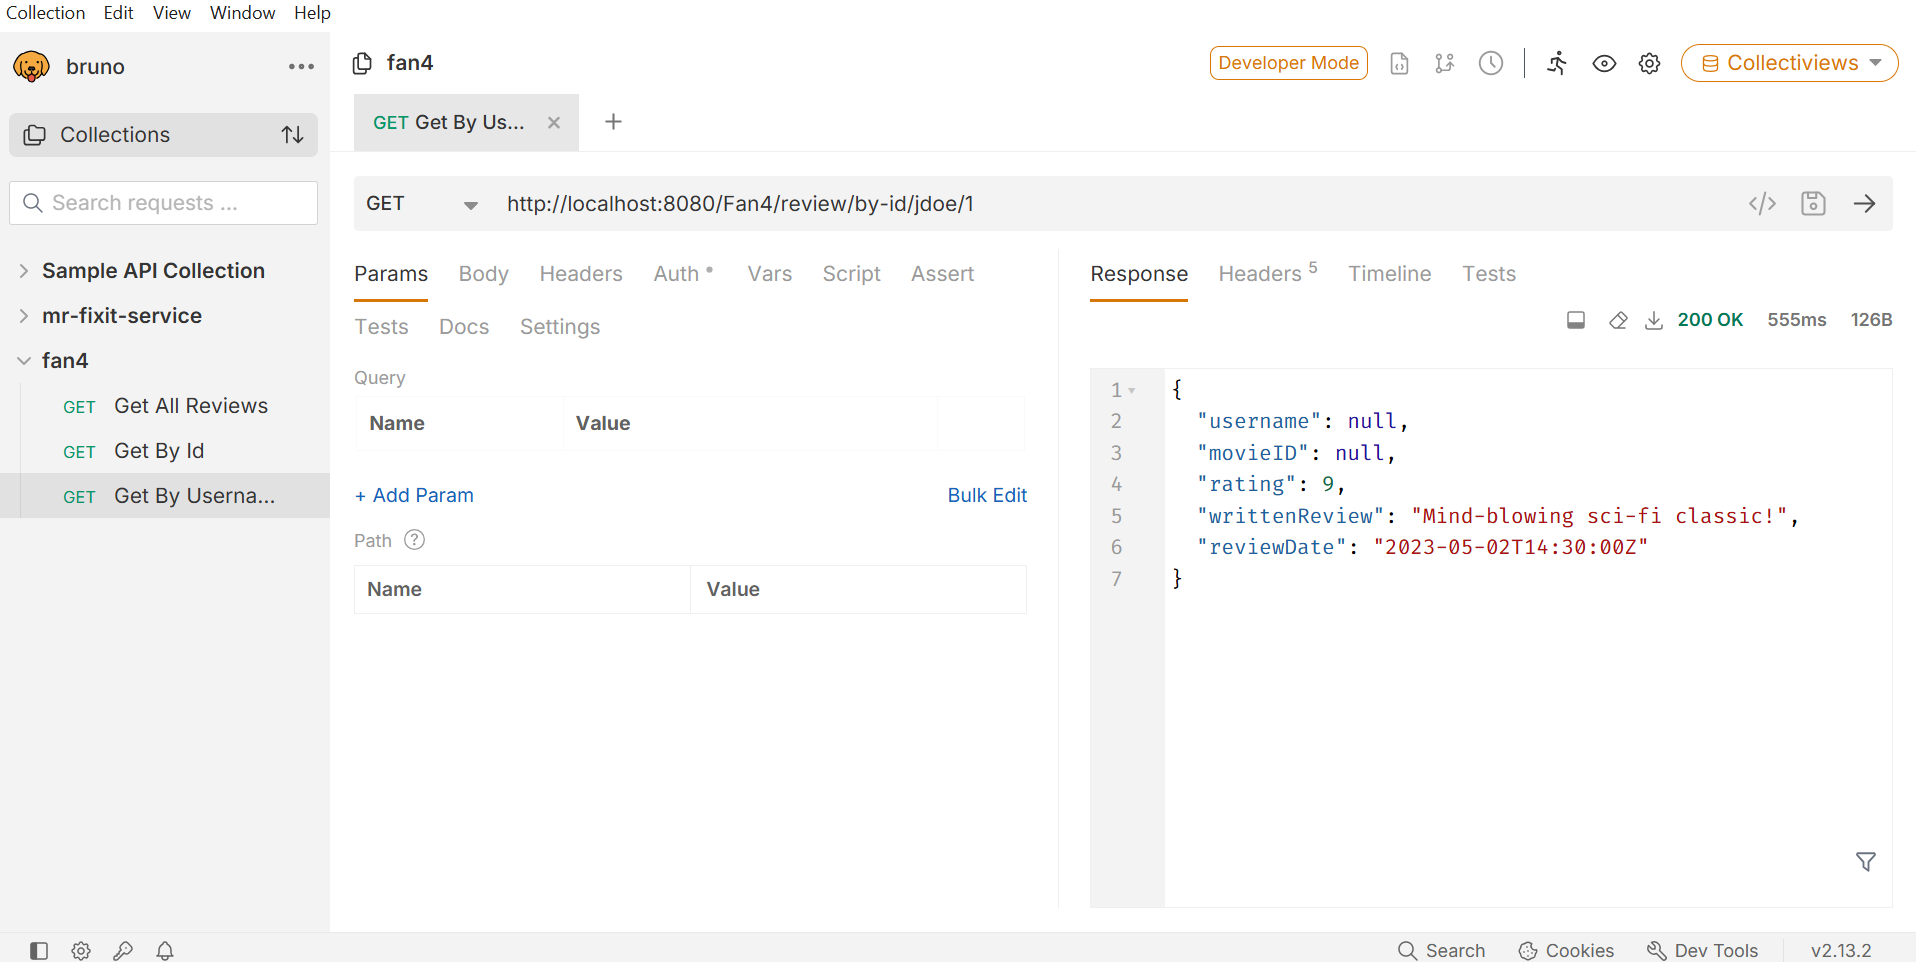 Collection Edit View Window Help
bruno
Collections
Search requests ...
Sample API Collection
mr-fixit-service
fan4
GET Get All Reviews
GET Get By Id
GET Get By Userna...
fan4
Developer Mode
Collectiviews
GET Get By Us...
GET http://localhost:8080/Fan4/review/by-id/jdoe/1
Params Body Headers Auth Vars Script Assert
Tests Docs Settings
Query
Name Value
+ Add Param Bulk Edit
Path ?
Name Value
Response Headers 5 Timeline Tests
200 OK 555ms 126B
1 {
2 "username": null,
3 "movieID": null,
4 "rating": 9,
5 "writtenReview": "Mind-blowing sci-fi classic!",
6 "reviewDate": "2023-05-02T14:30:00Z"
7 }
Search Cookies Dev Tools v2.13.2